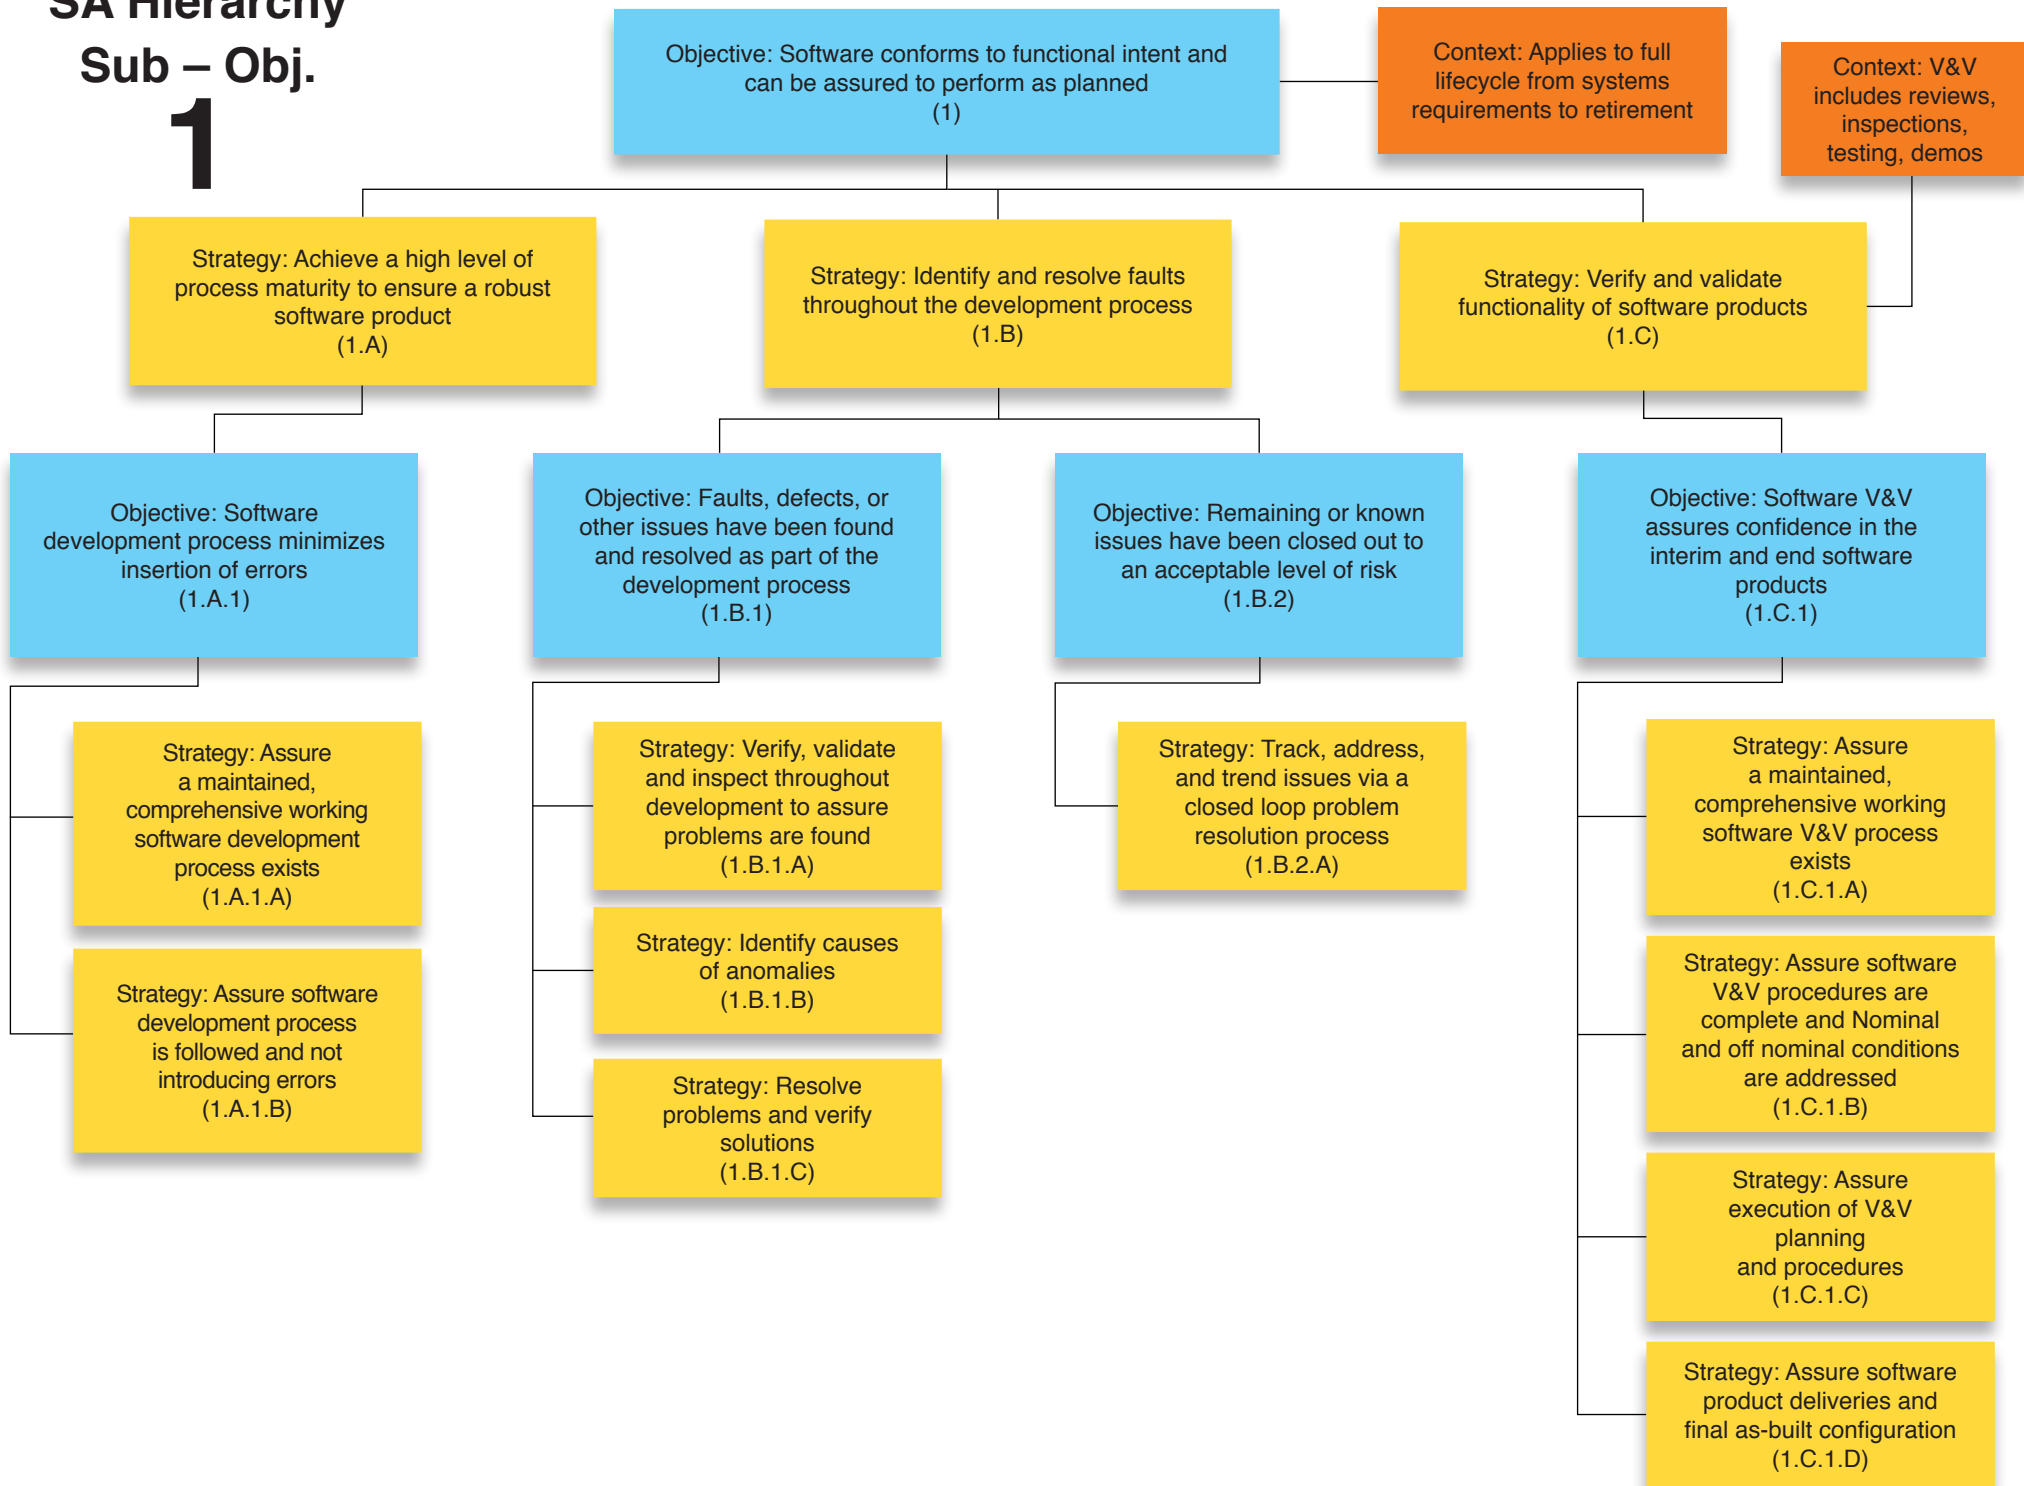 SA Hierarchy
Sub – Obj.
1
Objective: Software conforms to functional intent and
can be assured to perform as planned
(1)
Context: Applies to full
lifecycle from systems
requirements to retirement
Context: V&V
includes reviews,
inspections,
testing, demos
Strategy: Achieve a high level of
process maturity to ensure a robust
software product
(1.A)
Strategy: Identify and resolve faults
throughout the development process
(1.B)
Strategy: Verify and validate
functionality of software products
(1.C)
Objective: Software
development process minimizes
insertion of errors
(1.A.1)
Objective: Faults, defects, or
other issues have been found
and resolved as part of the
development process
(1.B.1)
Objective: Remaining or known
issues have been closed out to
an acceptable level of risk
(1.B.2)
Objective: Software V&V
assures confidence in the
interim and end software
products
(1.C.1)
Strategy: Assure
a maintained,
comprehensive working
software development
process exists
(1.A.1.A)
Strategy: Assure software
development process
is followed and not
introducing errors
(1.A.1.B)
Strategy: Verify, validate
and inspect throughout
development to assure
problems are found
(1.B.1.A)
Strategy: Identify causes
of anomalies
(1.B.1.B)
Strategy: Resolve
problems and verify
solutions
(1.B.1.C)
Strategy: Track, address,
and trend issues via a
closed loop problem
resolution process
(1.B.2.A)
Strategy: Assure
a maintained,
comprehensive working
software V&V process
exists
(1.C.1.A)
Strategy: Assure software
V&V procedures are
complete and Nominal
and off nominal conditions
are addressed
(1.C.1.B)
Strategy: Assure
execution of V&V
planning
and procedures
(1.C.1.C)
Strategy: Assure software
product deliveries and
final as-built configuration
(1.C.1.D)